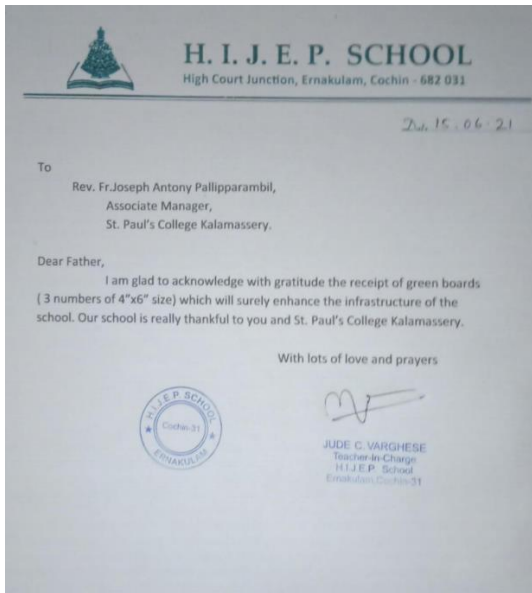 H. I. J. E. P. SCHOOL
High Court Junction, Ernakulam, Cochin - 682 031
15.06.21
To
Rev. Fr.Joseph Antony Pallipparambil,
Associate Manager,
St. Paul's College Kalamassery.
Dear Father,
I am glad to acknowledge with gratitude the receipt of green boards
( 3 numbers of 4"x6" size) which will surely enhance the infrastructure of the
school. Our school is really thankful to you and St. Paul's College Kalamassery.
With lots of love and prayers
H.I.J.E.P. SCHOOL
Cochin-31
ERNAKULAM
JUDE C. VARGHESE
Teacher-In-Charge
H.I.J.E.P. School
Ernakulam, Cochin-31